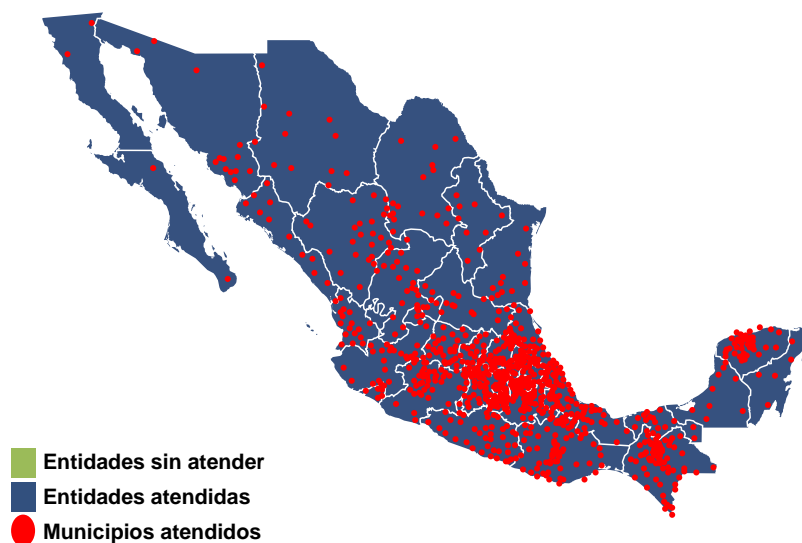 Entidades sin atender
Entidades atendidas
Municipios atendidos